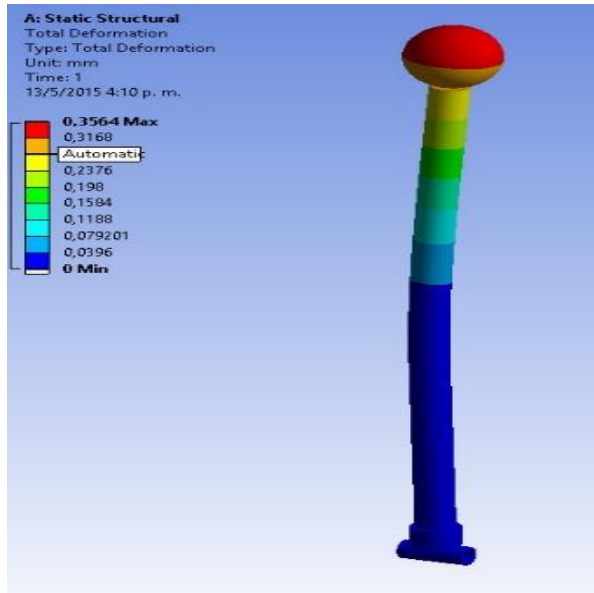 A: Static Structural
Total Deformation
Type: Total Deformation
Unit: mm
Time: 1
13/5/2015 4:10 p. m.
0,3564 Max
0,3168
Automatic
0,2376
0,198
0,1584
0,1188
0,079201
0,0396
0 Min